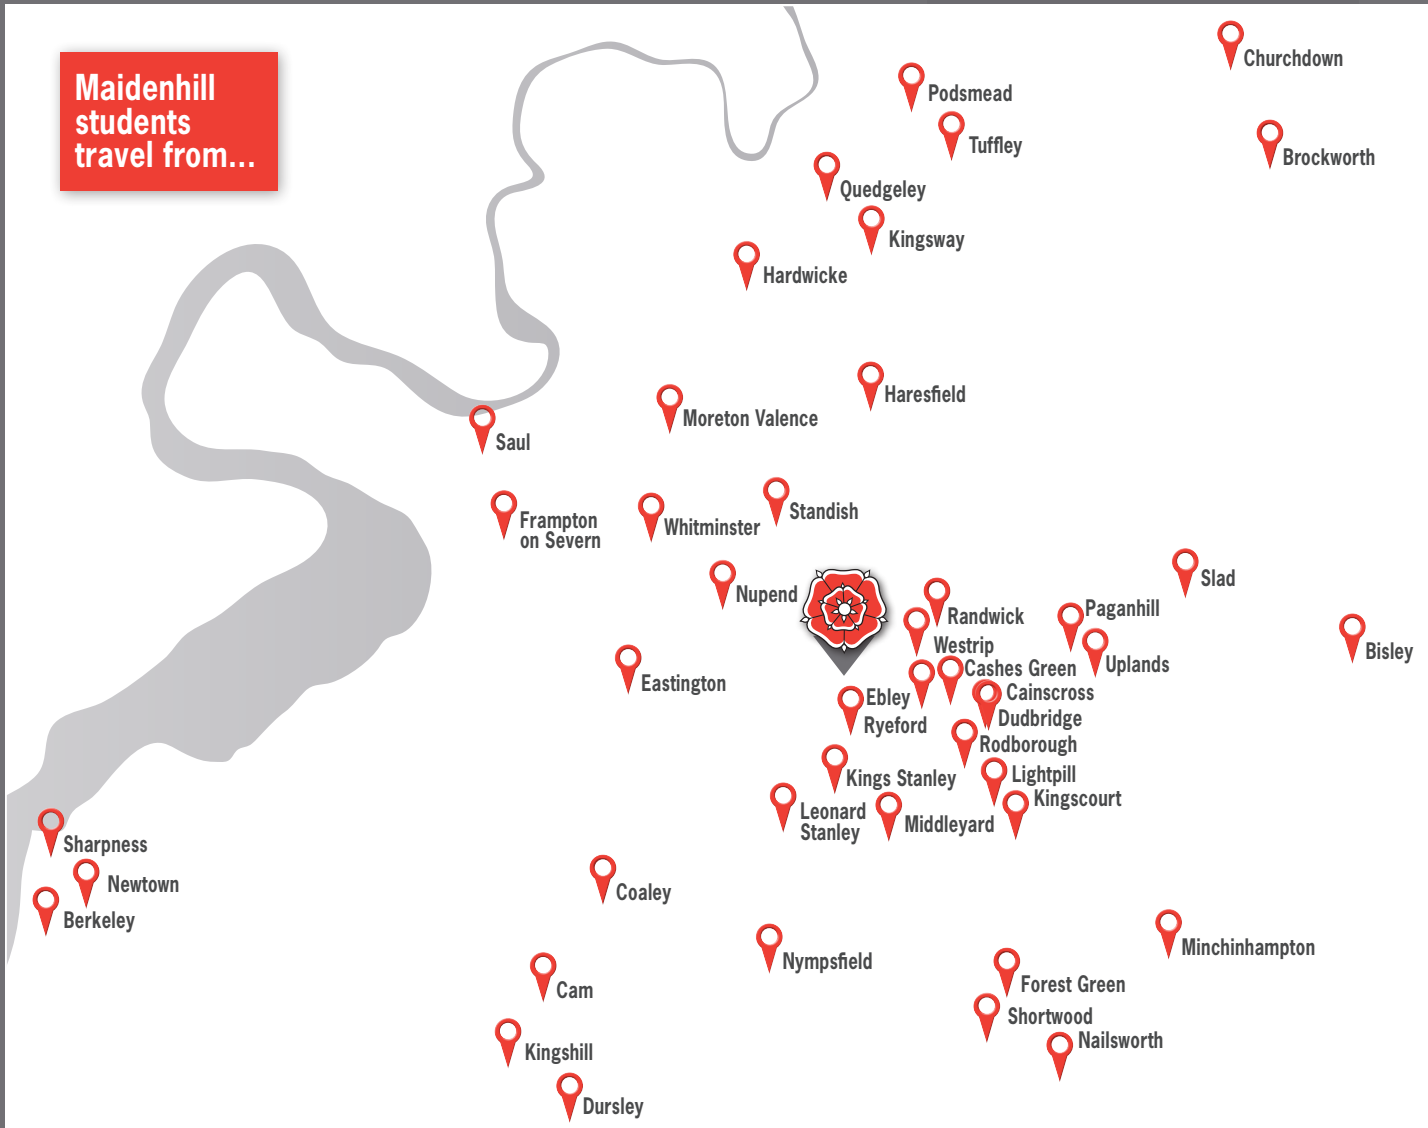 Maidenhill
students
travel from...
Churchdown
Podsmead
Tuffley
Brockworth
Quedgeley
Kingsway
Hardwicke
Haresfield
Moreton Valence
Saul
Standish
Frampton
on Severn
Whitminster
Slad
Nupend
Randwick
Paganhill
Westrip
Bisley
Uplands
Cashes Green
Eastington
Cainscross
Ebley
Dudbridge
Ryeford
Rodborough
Lightpill
Kings Stanley
Kingscourt
Leonard
Stanley
Middleyard
Sharpness
Newtown
Coaley
Berkeley
Minchinhampton
Nympsfield
Forest Green
Cam
Shortwood
Nailsworth
Kingshill
Dursley